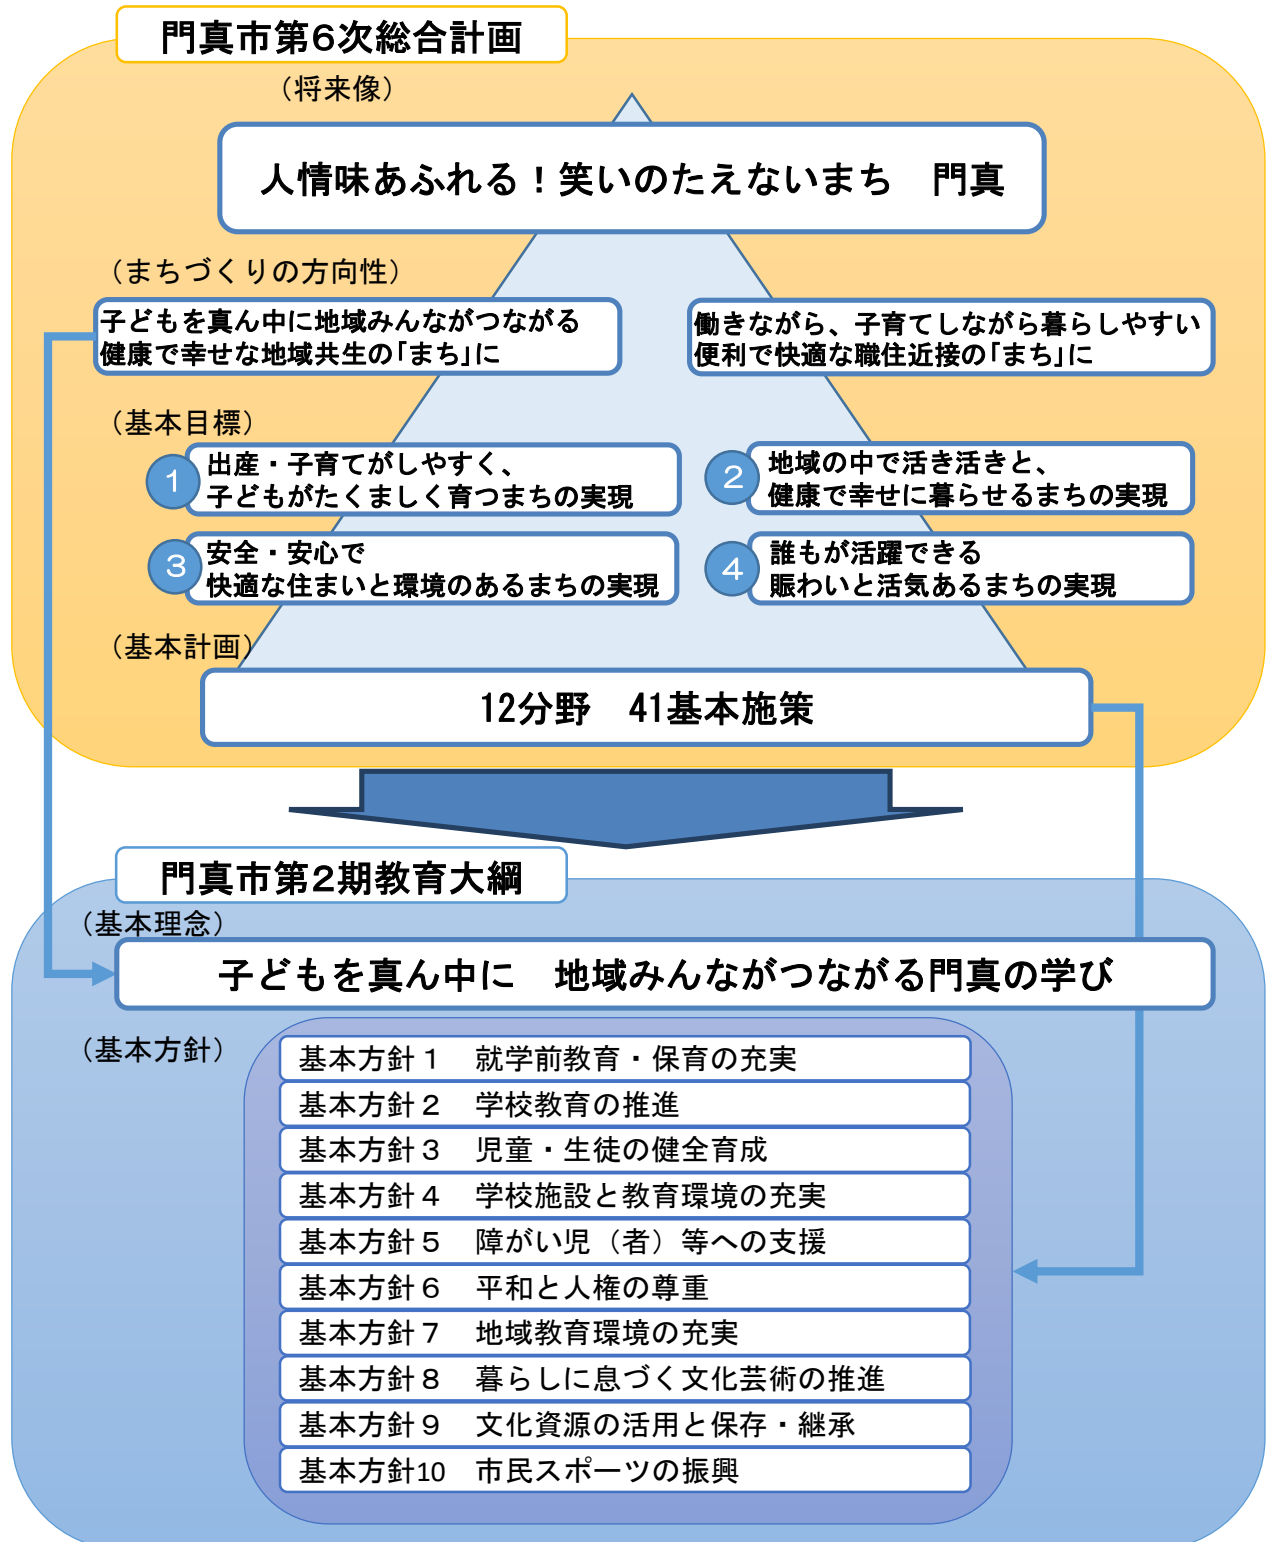 門真市第６次総合計画
（将来像）
人情味あふれる！笑いのたえないまち　門真
（まちづくりの方向性）
子どもを真ん中に地域みんながつながる
健康で幸せな地域共生の「まち」に
働きながら、子育てしながら暮らしやすい
便利で快適な職住近接の「まち」に
（基本目標）
１
出産・子育てがしやすく、
子どもがたくましく育つまちの実現
２
地域の中で活き活きと、
健康で幸せに暮らせるまちの実現
３
安全・安心で
快適な住まいと環境のあるまちの実現
４
誰もが活躍できる
賑わいと活気あるまちの実現
（基本計画）
12分野　41基本施策
門真市第２期教育大綱
（基本理念）
子どもを真ん中に　地域みんながつながる門真の学び
（基本方針）
基本方針１　就学前教育・保育の充実
基本方針２　学校教育の推進
基本方針３　児童・生徒の健全育成
基本方針４　学校施設と教育環境の充実
基本方針５　障がい児（者）等への支援
基本方針６　平和と人権の尊重
基本方針７　地域教育環境の充実
基本方針８　暮らしに息づく文化芸術の推進
基本方針９　文化資源の活用と保存・継承
基本方針10　市民スポーツの振興